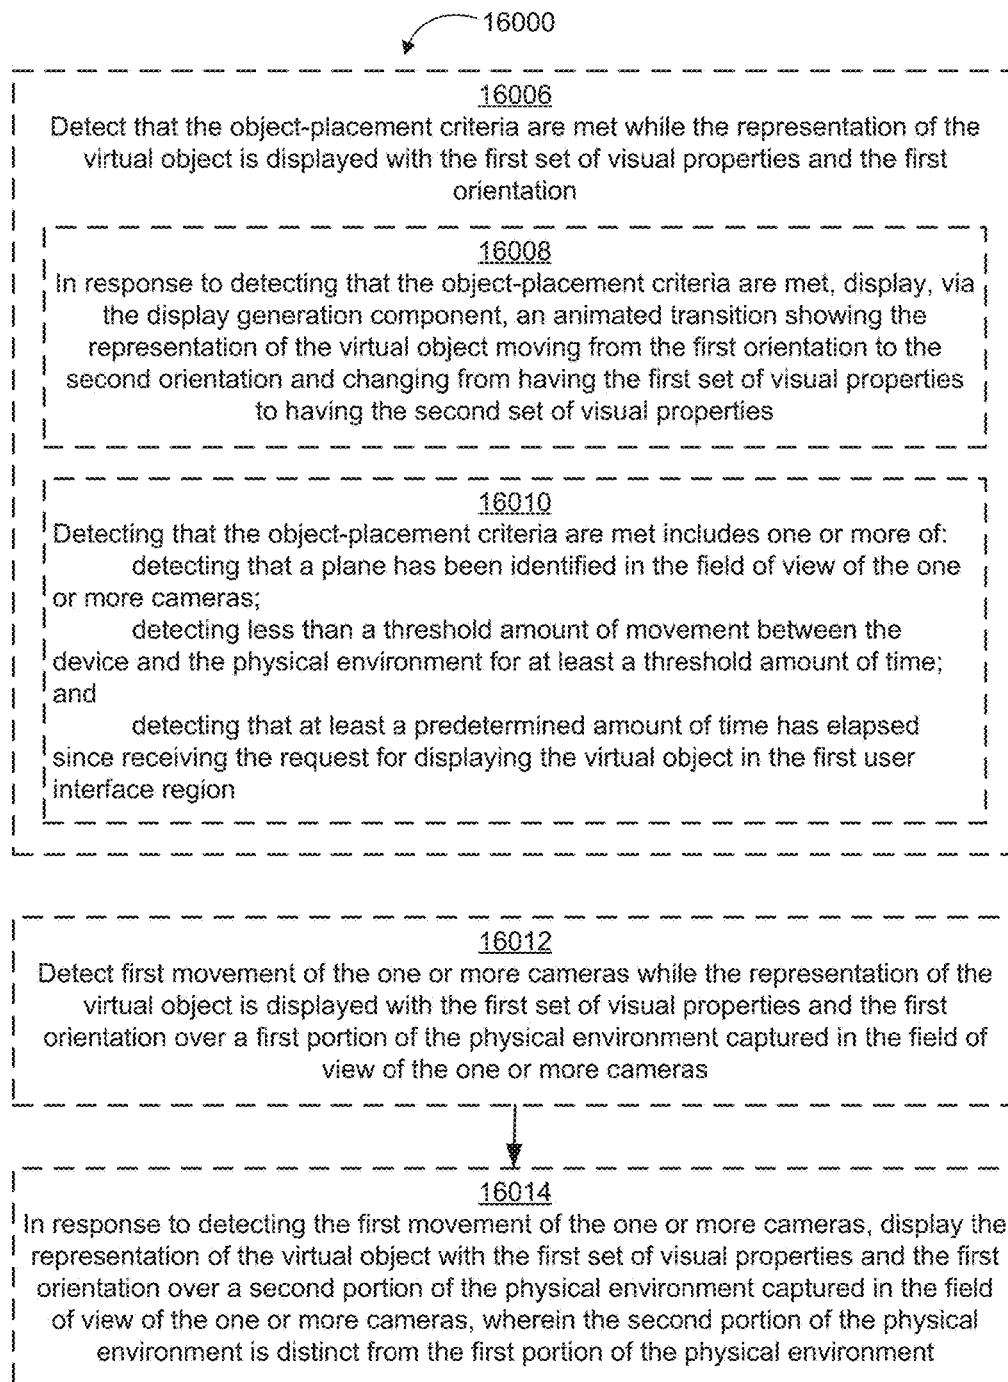 16000
16006
Detect that the object-placement criteria are met while the representation of the
virtual object is displayed with the first set of visual properties and the first
orientation
16008
In response to detecting that the object-placement criteria are met, display, via
the display generation component, an animated transition showing the
representation of the virtual object moving from the first orientation to the
second orientation and changing from having the first set of visual properties
to having the second set of visual properties
16010
Detecting that the object-placement criteria are met includes one or more of:
detecting that a plane has been identified in the field of view of the one
or more cameras;
detecting less than a threshold amount of movement between the
device and the physical environment for at least a threshold amount of time;
and
detecting that at least a predetermined amount of time has elapsed
since receiving the request for displaying the virtual object in the first user
interface region
16012
Detect first movement of the one or more cameras while the representation of the
virtual object is displayed with the first set of visual properties and the first
orientation over a first portion of the physical environment captured in the field of
view of the one or more cameras
16014
In response to detecting the first movement of the one or more cameras, display the
representation of the virtual object with the first set of visual properties and the first
orientation over a second portion of the physical environment captured in the field
of view of the one or more cameras, wherein the second portion of the physical
environment is distinct from the first portion of the physical environment